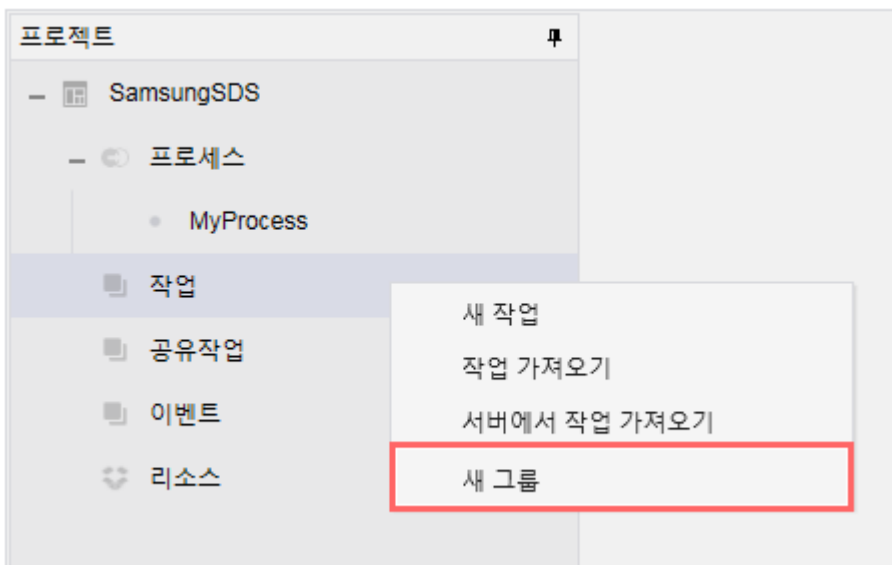 프로젝트
SamsungSDS
프로세스
MyProcess
작업
새 작업
공유작업
작업 가져오기
이벤트
서버에서 작업 가져오기
리소스
새 그룹